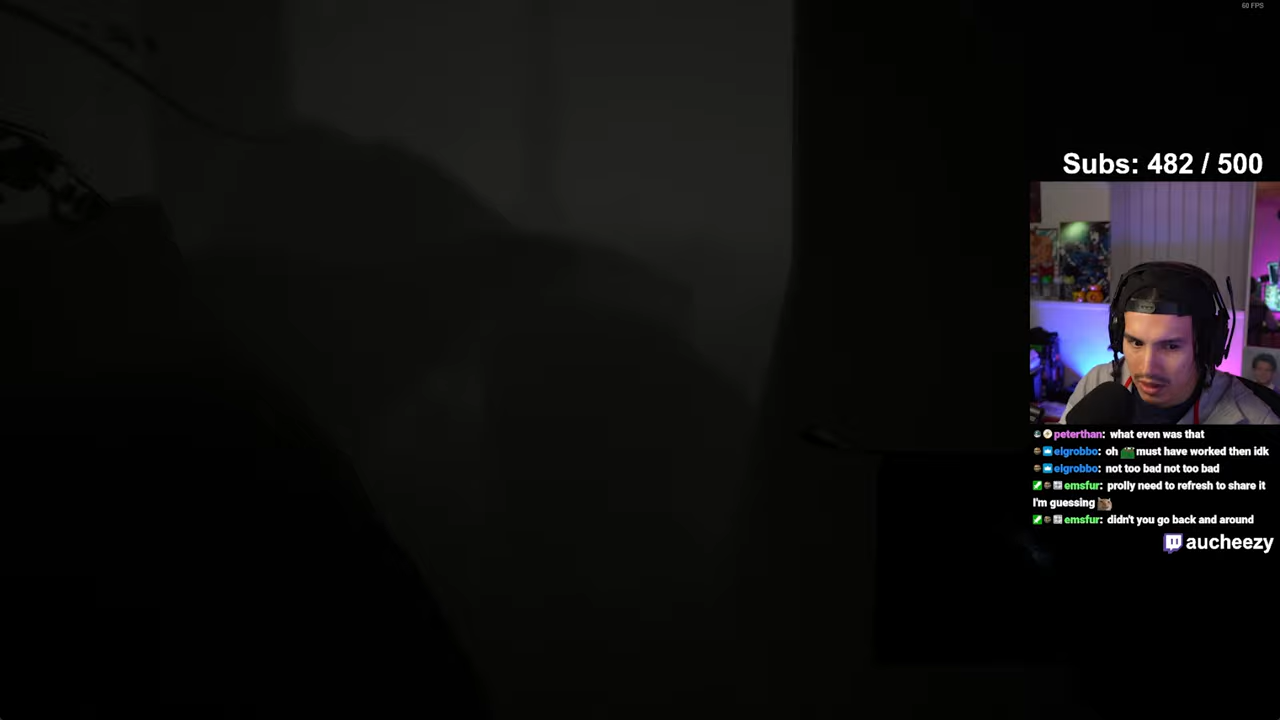 60 FPS
Subs: 482 / 500
peterthan: what even was that
elgrobbo: oh must have worked then idk
elgrobbo: not too bad not too bad
emsfur: prolly need to refresh to share it
I'm guessing
emsfur: didn't you go back and around
aucheezy